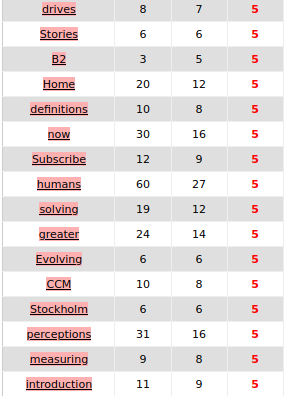 drives 8 7 5
Stories 6 6 5
B2 3 5 5
Home 20 12 5
definitions 10 8 5
now 30 16 5
Subscribe 12 9 5
humans 60 27 5
solving 19 12 5
greater 24 14 5
Evolving 6 6 5
CCM 10 8 5
Stockholm 6 6 5
perceptions 31 16 5
measuring 9 8 5
introduction 11 9 5